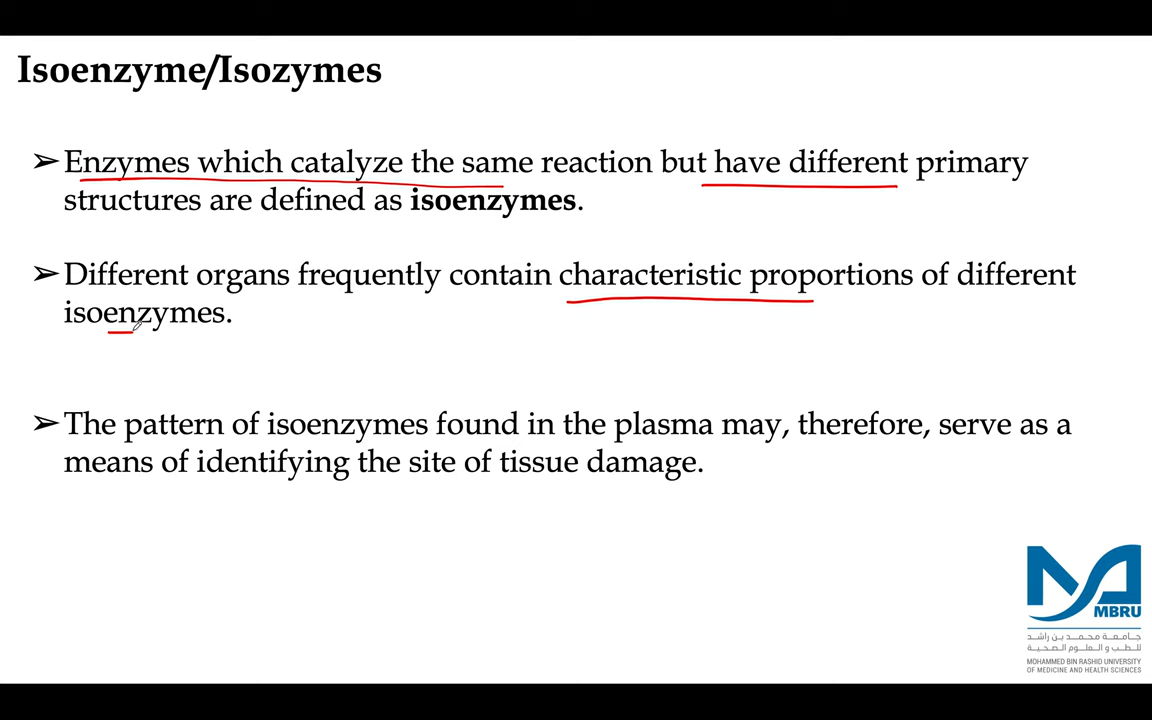 Isoenzyme/Isozymes
➢ Enzymes which catalyze the same reaction but have different primary
structures are defined as isoenzymes.
➢ Different organs frequently contain characteristic proportions of different
isoenzymes.
➢ The pattern of isoenzymes found in the plasma may, therefore, serve as a
means of identifying the site of tissue damage.
MBRU
جامعة محمد بن راشد
للطب و العلوم الصحية
MOHAMMED BIN RASHID UNIVERSITY
OF MEDICINE AND HEALTH SCIENCES